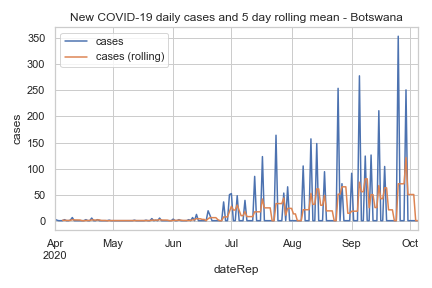 New COVID-19 daily cases and 5 day rolling mean - Botswana
cases
cases (rolling)
350
300
250
200
150
100
50
0
cases
Apr
2020
May
Jun
Jul
Aug
Sep
Oct
dateRep